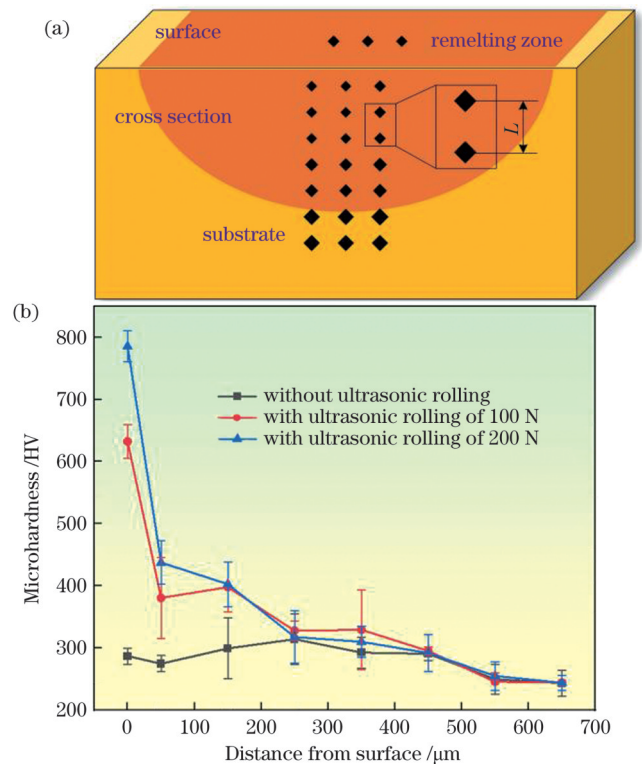 (a)
surface
remelting zone
cross section
L
substrate
(b)
800
700
600
500
400
300
200
Microhardness /HV
without ultrasonic rolling
with ultrasonic rolling of 100 N
with ultrasonic rolling of 200 N
0 100 200 300 400 500 600 700
Distance from surface /μm